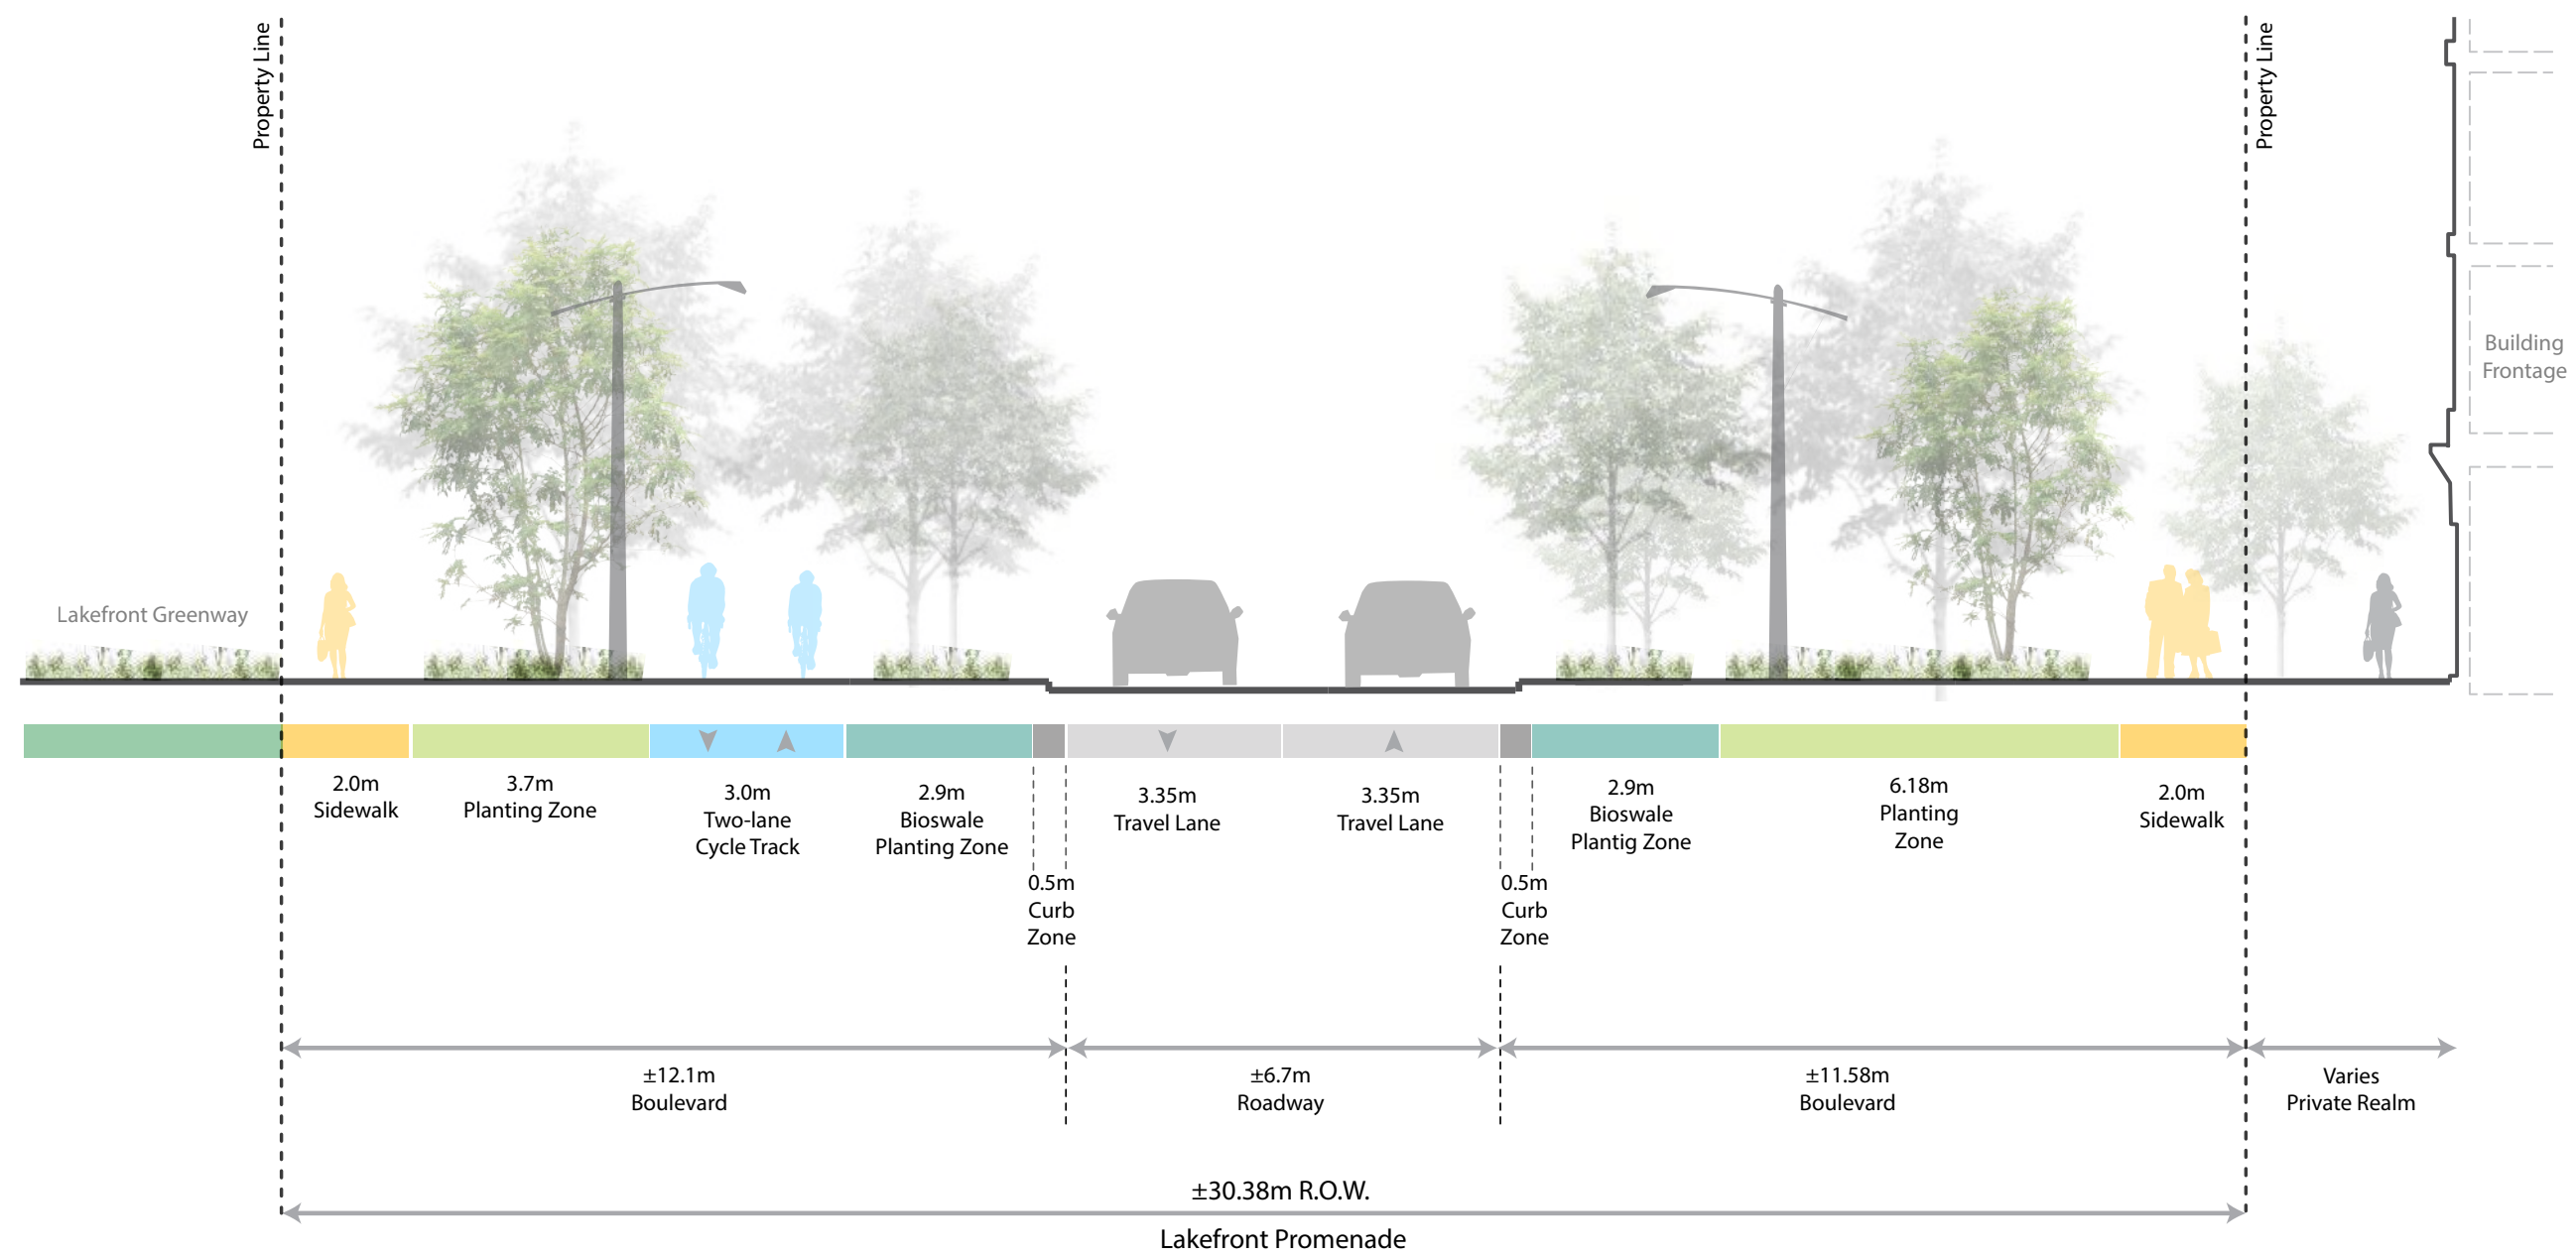 Property Line
Property Line
Building
Frontage
Lakefront Greenway
2.0m
Sidewalk
3.7m
Planting Zone
3.0m
Two-lane
Cycle Track
2.9m
Bioswale
Planting Zone
0.5m
Curb
Zone
3.35m
Travel Lane
3.35m
Travel Lane
0.5m
Curb
Zone
2.9m
Bioswale
Plantig Zone
6.18m
Planting
Zone
2.0m
Sidewalk
±12.1m
Boulevard
±6.7m
Roadway
±11.58m
Boulevard
Varies
Private Realm
±30.38m R.O.W.
Lakefront Promenade